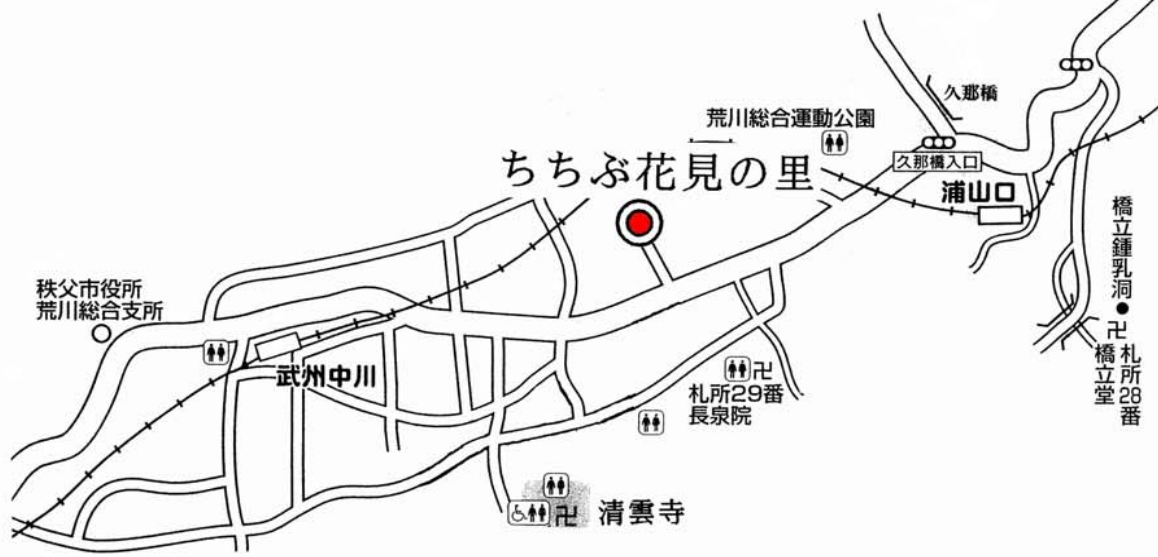 久那橋
荒川総合運動公園
久那橋入口
ちちぶ花見の里
浦山口
橋立鍾乳洞
卍 札所28番
橋立堂
秩父市役所
荒川総合支所
武州中川
卍
札所29番
長泉院
卍 清雲寺